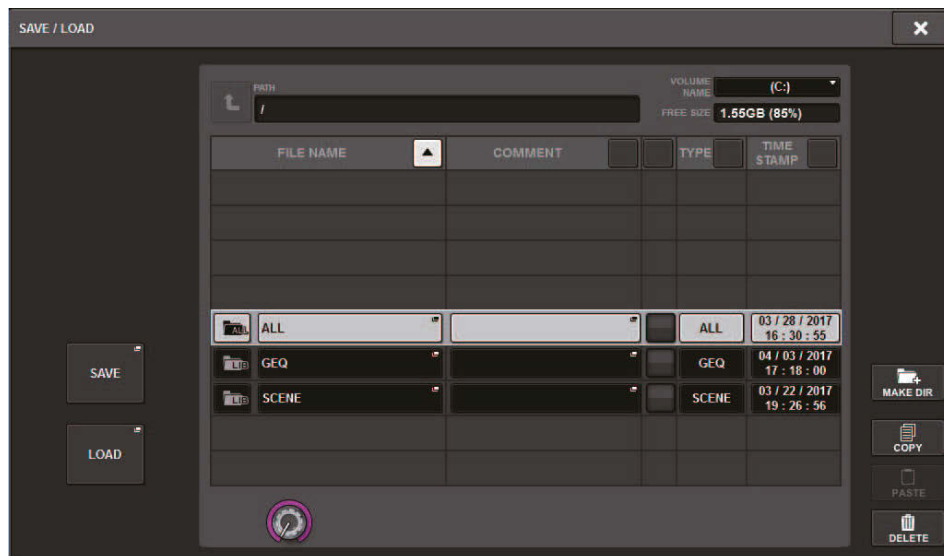 SAVE / LOAD
PATH
/
VOLUME NAME
(C:)
FREE SIZE
1.55GB (85%)
FILE NAME
COMMENT
TYPE
TIME STAMP
ALL
ALL
ALL
03 / 28 / 2017
16 : 30 : 55
LIB
GEQ
GEQ
04 / 03 / 2017
17 : 18 : 00
LIB
SCENE
SCENE
03 / 22 / 2017
19 : 26 : 56
SAVE
LOAD
MAKE DIR
COPY
PASTE
DELETE